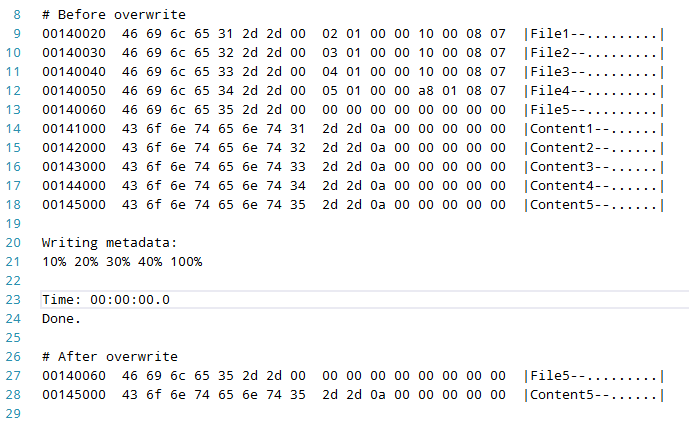 8 # Before overwrite
9 00140020  46 69 6c 65 31 2d 2d 00  02 01 00 00 10 00 08 07  |File1--.........|
10 00140030  46 69 6c 65 32 2d 2d 00  03 01 00 00 10 00 08 07  |File2--.........|
11 00140040  46 69 6c 65 33 2d 2d 00  04 01 00 00 10 00 08 07  |File3--.........|
12 00140050  46 69 6c 65 34 2d 2d 00  05 01 00 00 a8 01 08 07  |File4--.........|
13 00140060  46 69 6c 65 35 2d 2d 00  00 00 00 00 00 00 00 00  |File5--.........|
14 00141000  43 6f 6e 74 65 6e 74 31  2d 2d 0a 00 00 00 00 00  |Content1--......|
15 00142000  43 6f 6e 74 65 6e 74 32  2d 2d 0a 00 00 00 00 00  |Content2--......|
16 00143000  43 6f 6e 74 65 6e 74 33  2d 2d 0a 00 00 00 00 00  |Content3--......|
17 00144000  43 6f 6e 74 65 6e 74 34  2d 2d 0a 00 00 00 00 00  |Content4--......|
18 00145000  43 6f 6e 74 65 6e 74 35  2d 2d 0a 00 00 00 00 00  |Content5--......|
19
20 Writing metadata:
21 10% 20% 30% 40% 100%
22
23 Time: 00:00:00.0
24 Done.
25
26 # After overwrite
27 00140060  46 69 6c 65 35 2d 2d 00  00 00 00 00 00 00 00 00  |File5--.........|
28 00145000  43 6f 6e 74 65 6e 74 35  2d 2d 0a 00 00 00 00 00  |Content5--......|
29